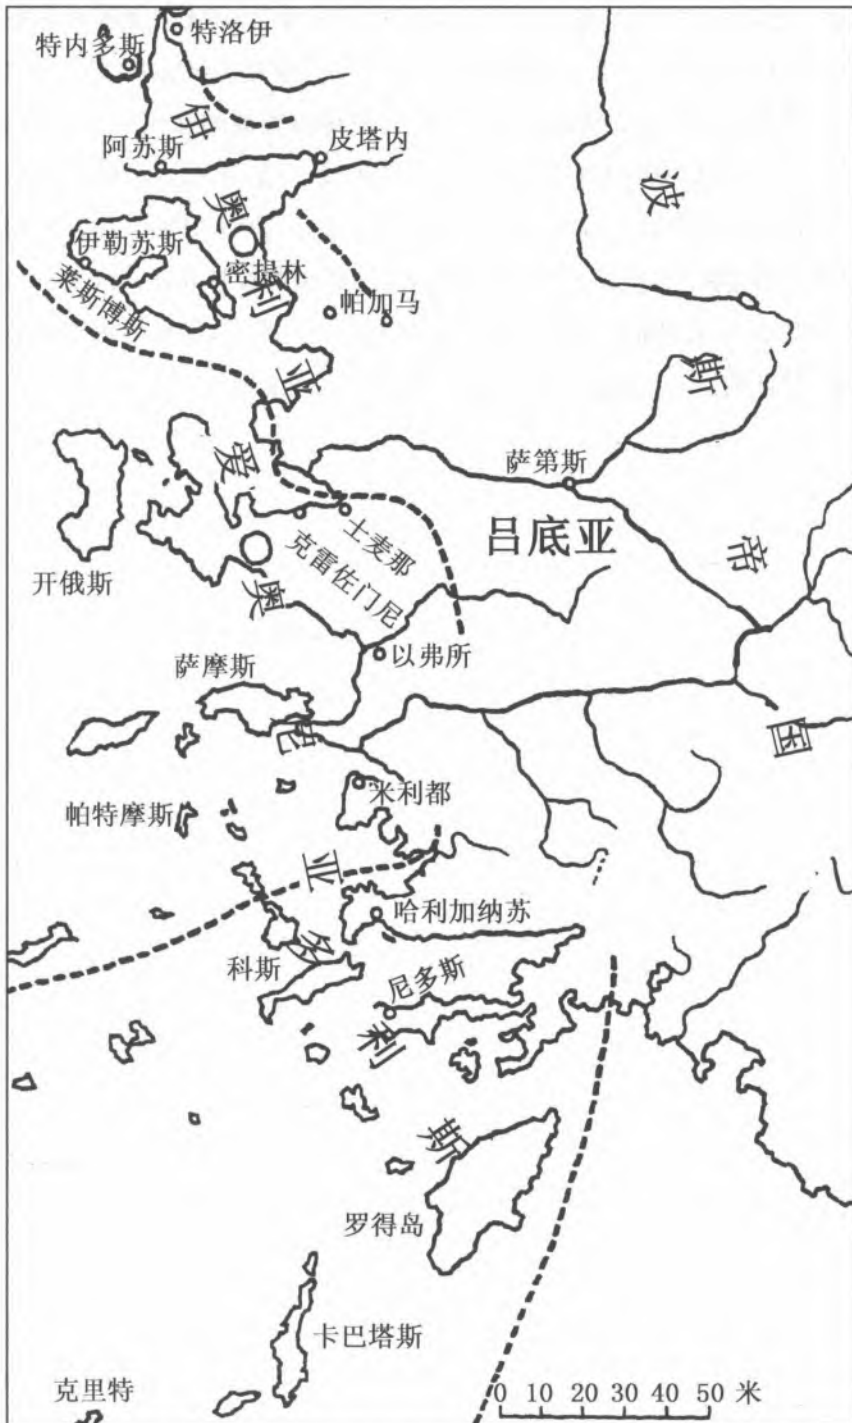 特洛伊
特内多斯
伊奥利亚
阿苏斯
皮塔内
波斯帝国
伊勒苏斯
密提林
莱斯博斯
帕加马
爱奥尼亚
萨第斯
吕底亚
士麦那
克雷佐门尼
开俄斯
以弗所
萨摩斯
米利都
帕特摩斯
哈利加纳苏
多利斯
科斯
尼多斯
罗得岛
卡巴塔斯
克里特
0 10 20 30 40 50 米